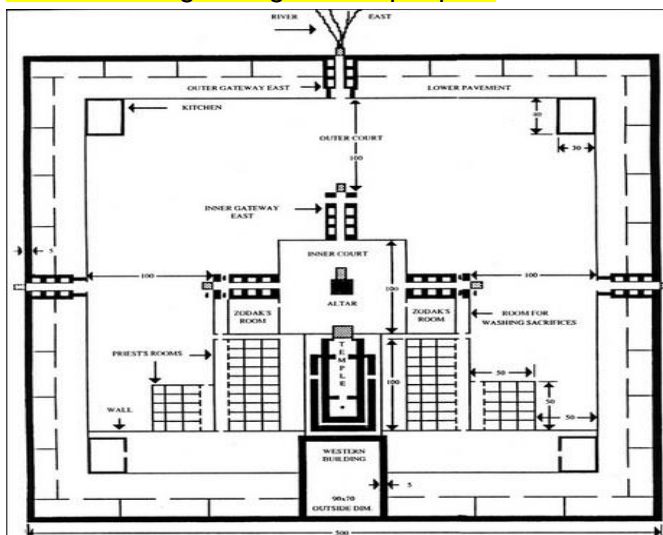 RIVER
EAST
OUTER GATEWAY EAST
LOWER PAVEMENT
KITCHEN
OUTER COURT
100
40
30
INNER GATEWAY
EAST
5
100
INNER COURT
100
100
ALTAR
ZODAK'S
ROOM
ZODAK'S
ROOM
ROOM FOR
WASHING SACRIFICES
PRIEST'S ROOMS
TEMPLE
100
50
50
50
WALL
WESTERN
BUILDING
90x70
OUTSIDE DIM.
5
500